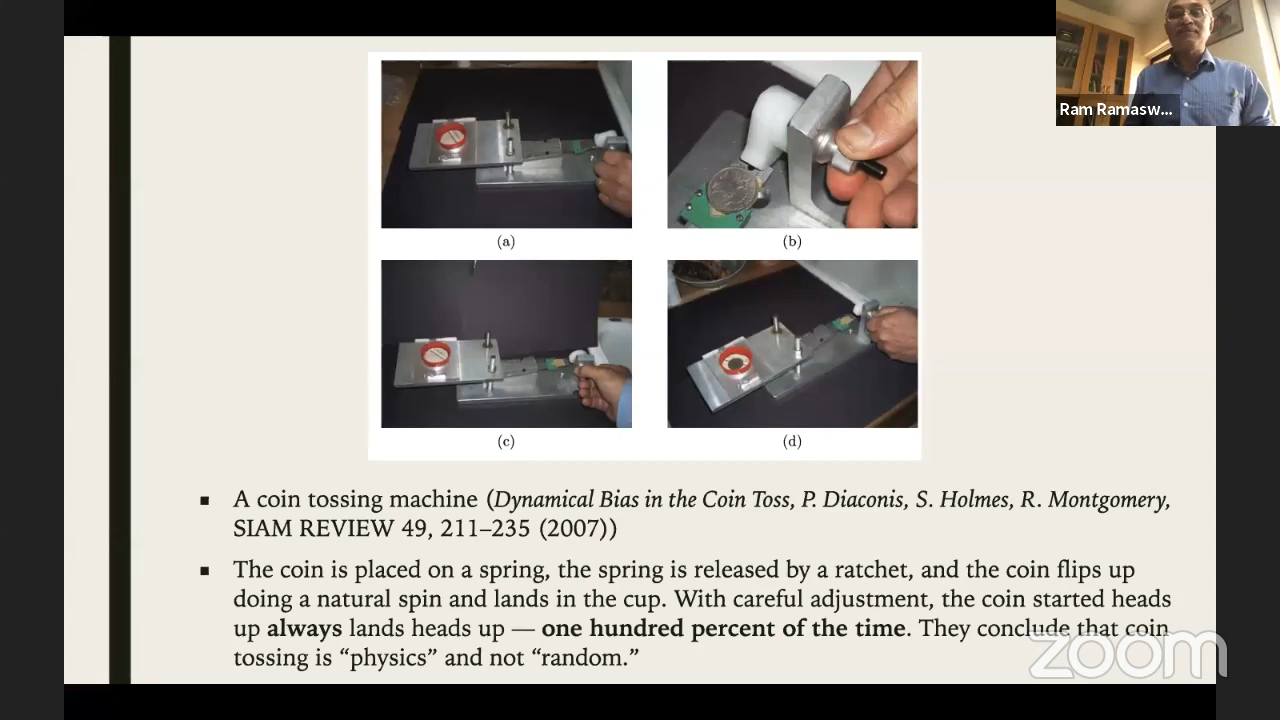 Ram Ramasw...
(a)
(b)
(c)
(d)
▪ A coin tossing machine (Dynamical Bias in the Coin Toss, P. Diaconis, S. Holmes, R. Montgomery,
SIAM REVIEW 49, 211–235 (2007))
▪ The coin is placed on a spring, the spring is released by a ratchet, and the coin flips up
doing a natural spin and lands in the cup. With careful adjustment, the coin started heads
up always lands heads up — one hundred percent of the time. They conclude that coin
tossing is “physics” and not “random.”
zoom